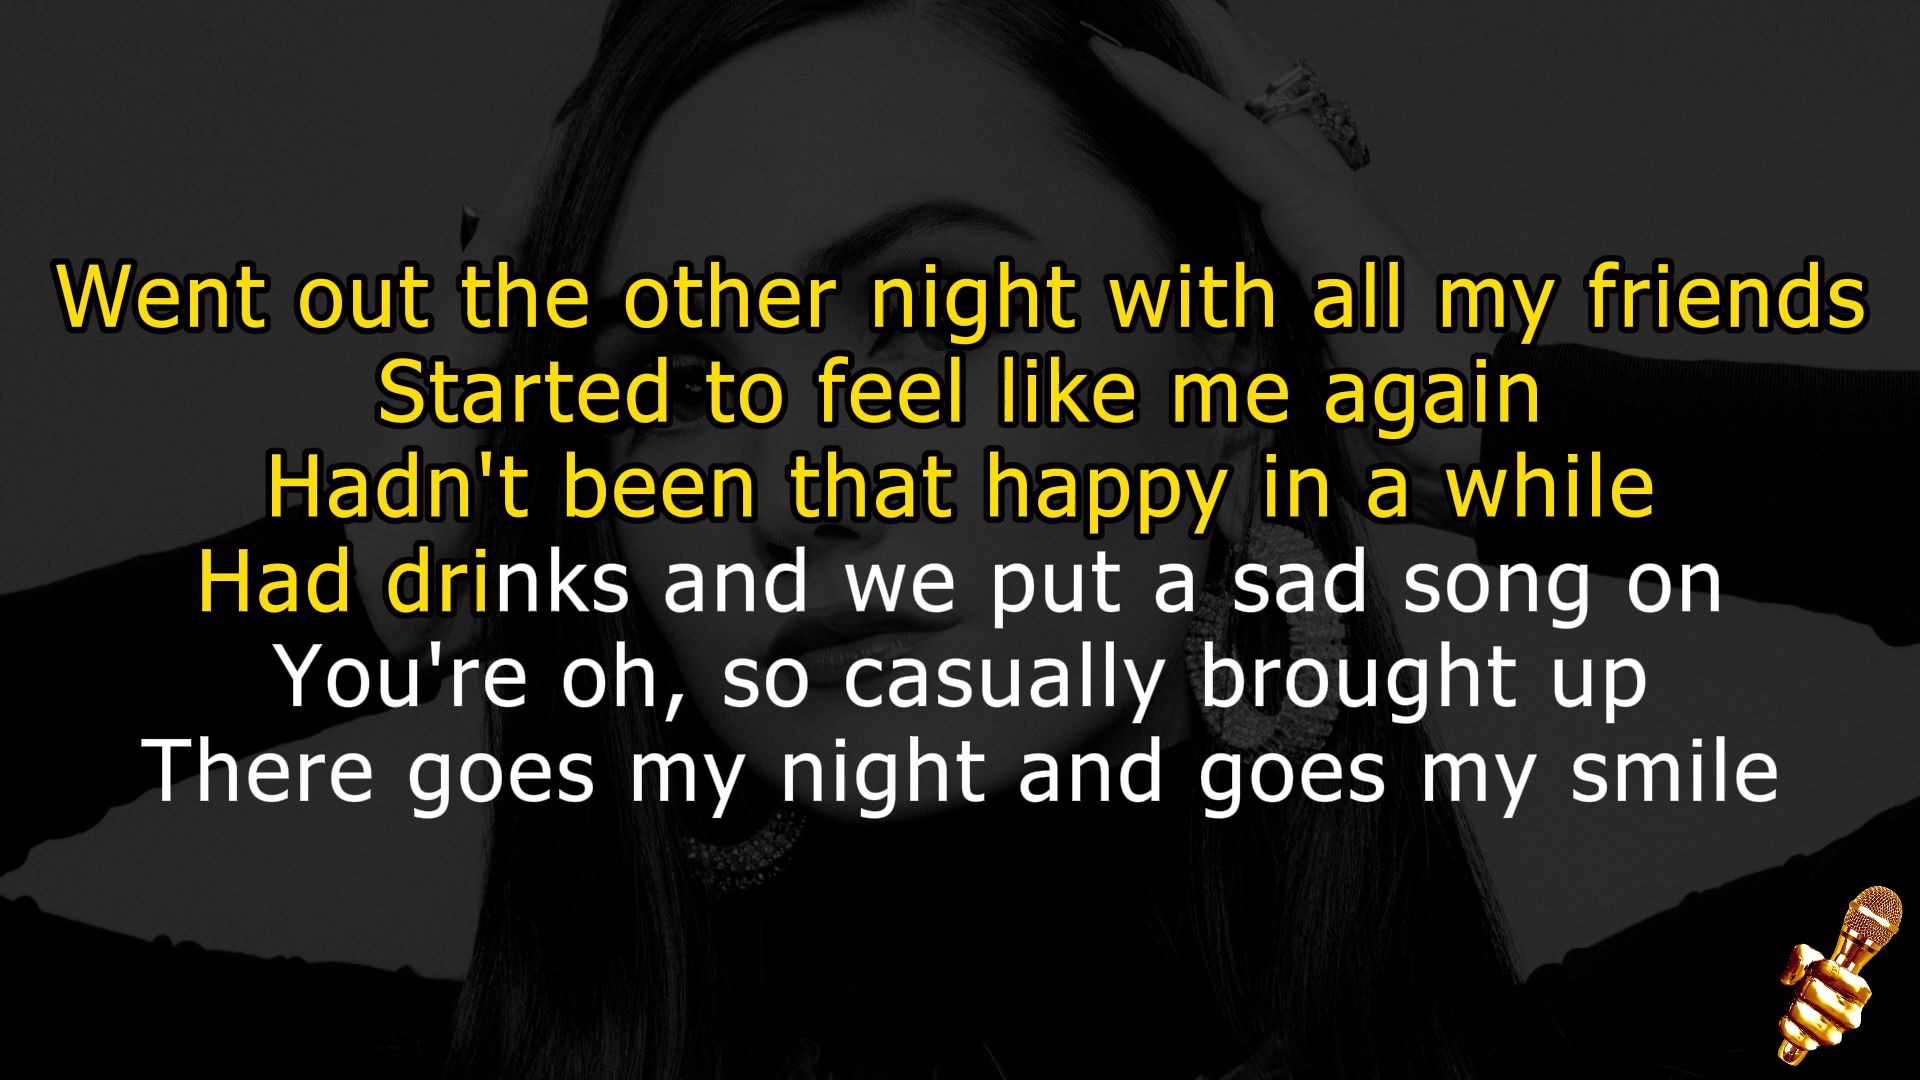 Went out the other night with all my friends
Started to feel like me again
Hadn't been that happy in a while
Had drinks and we put a sad song on
You're oh, so casually brought up
There goes my night and goes my smile